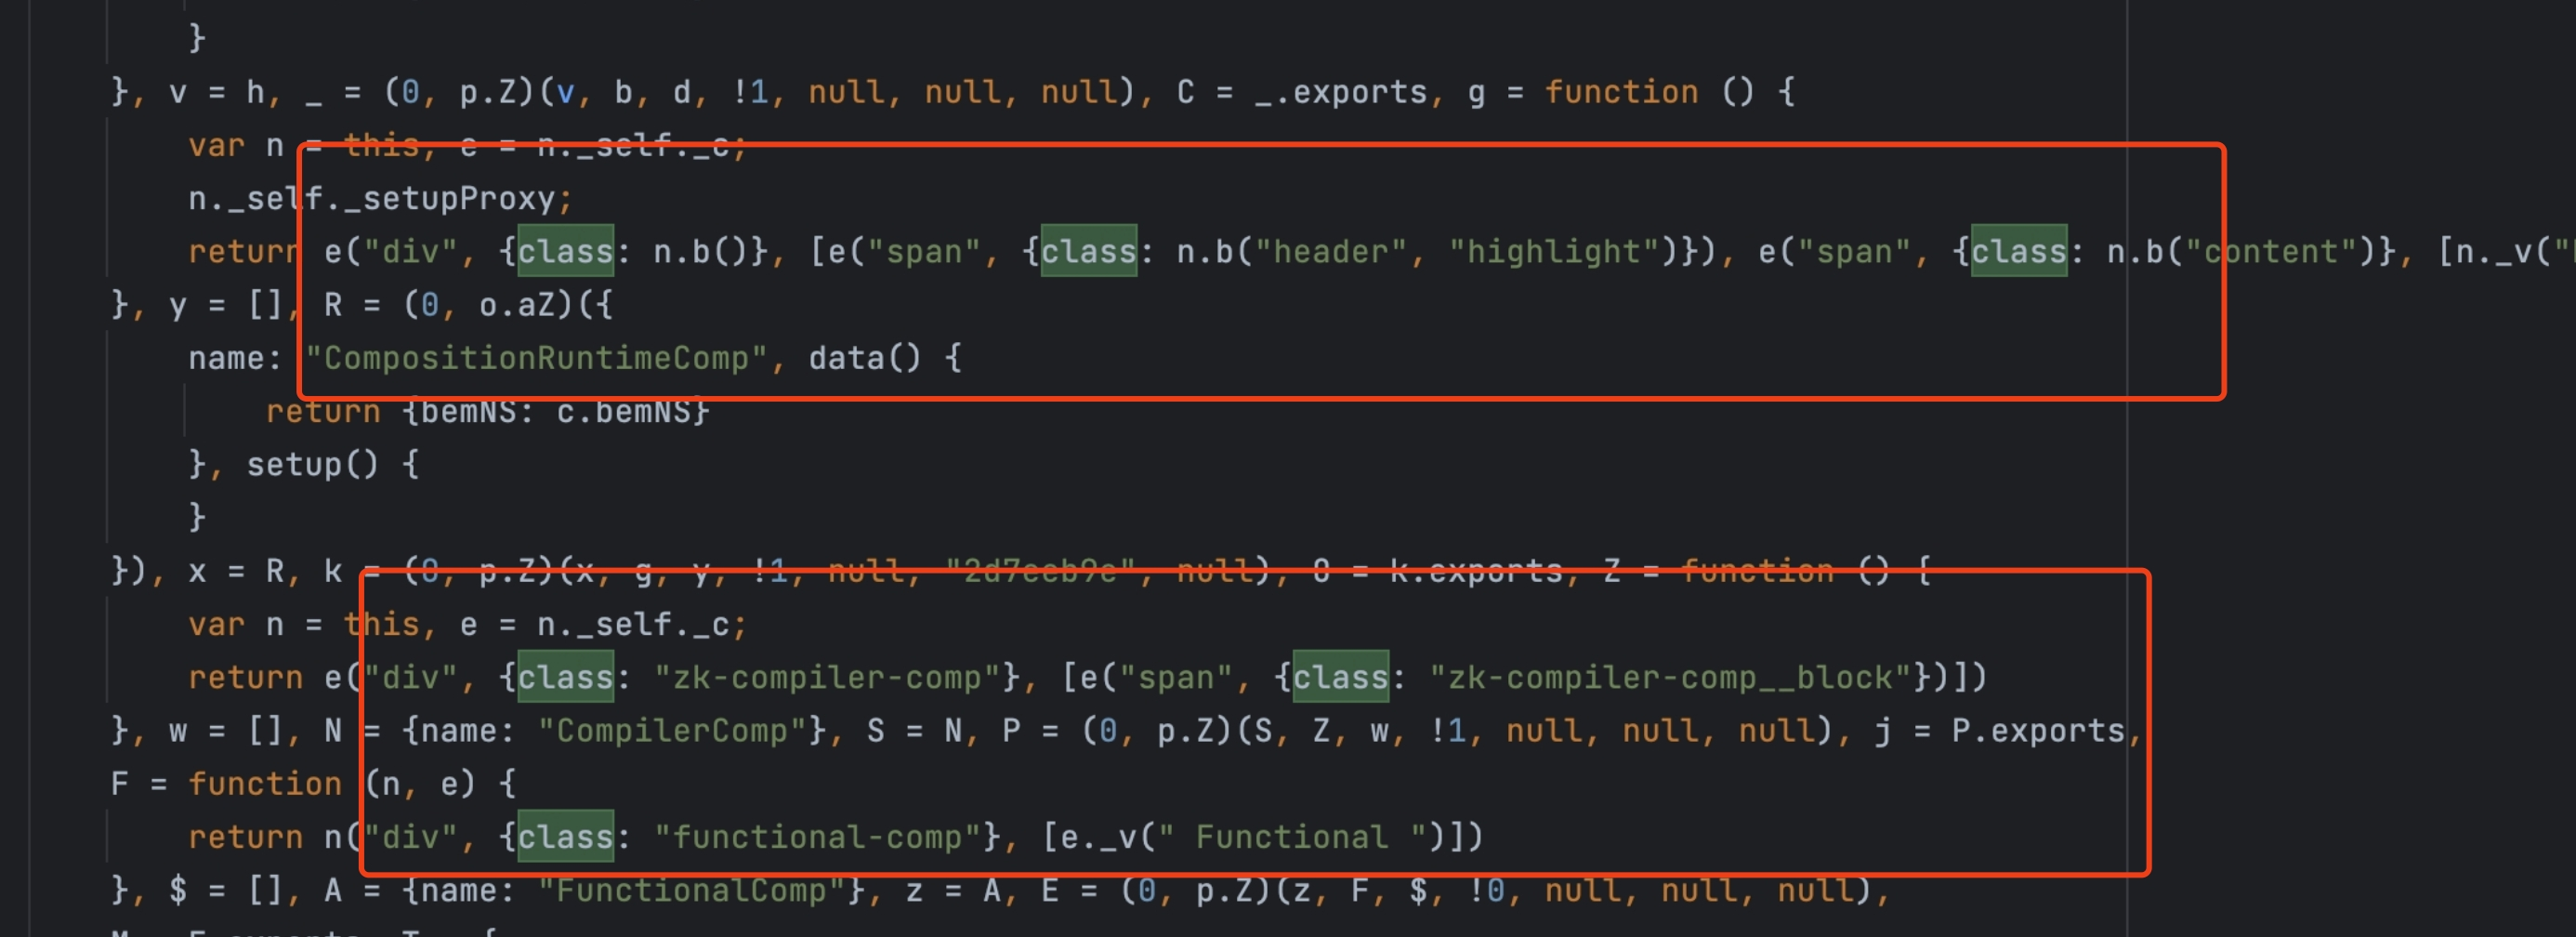 }
}, v = h, _ = (0, p.Z)(v, b, d, !1, null, null, null), C = _.exports, g = function () {
var n = this, e = n._self._c;
n._self._setupProxy;
return e("div", {class: n.b()}, [e("span", {class: n.b("header", "highlight")}), e("span", {class: n.b("content")}, [n._v("
}, y = [], R = (0, o.aZ)({
name: "CompositionRuntimeComp", data() {
return {bemNS: c.bemNS}
}, setup() {
}
}), x = R, k = (0, p.Z)(x, g, y, !1, null, "2d7eeb9e", null), O = k.exports, Z = function () {
var n = this, e = n._self._c;
return e("div", {class: "zk-compiler-comp"}, [e("span", {class: "zk-compiler-comp__block"})])
}, w = [], N = {name: "CompilerComp"}, S = N, P = (0, p.Z)(S, Z, w, !1, null, null, null), j = P.exports,
F = function (n, e) {
return n("div", {class: "functional-comp"}, [e._v(" Functional ")])
}, $ = [], A = {name: "FunctionalComp"}, z = A, E = (0, p.Z)(z, F, $, !0, null, null, null),